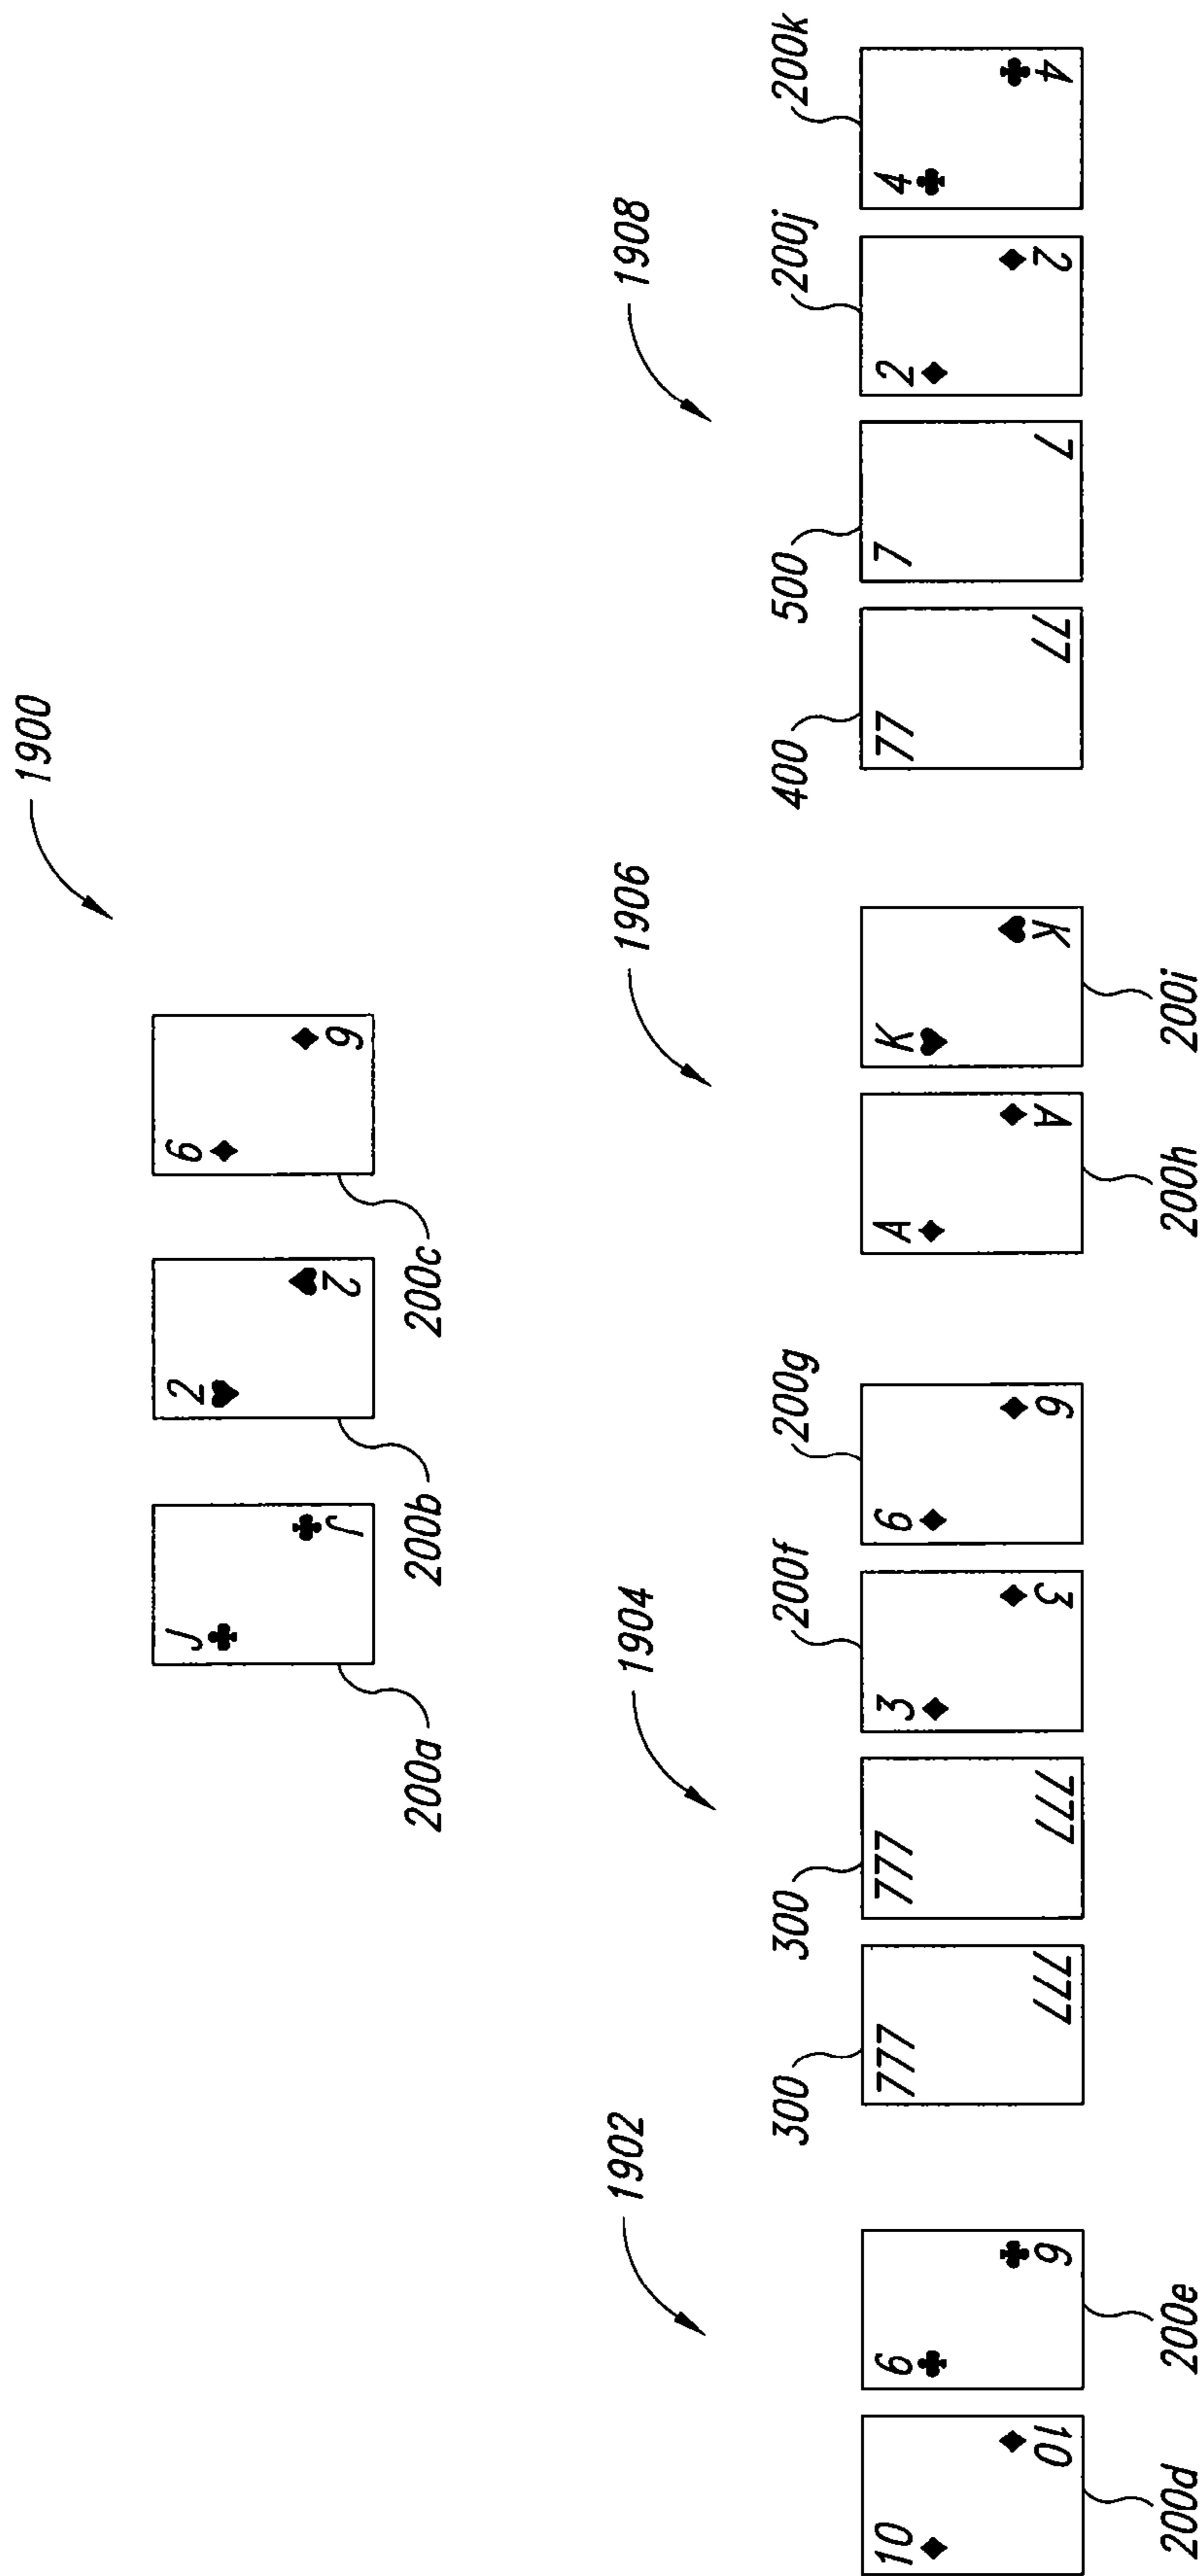 1900
J♣ 2♥ 6♦
J♣ 2♥ 6♦
200a 200b 200c
1902 1904 1906 1908
300 300 200f 200g 400 500 200j 200k
10♦ 6♣ 777 777 3♦ 6♦ A♦ K♥ 77 7 2♦ 4♣
10♦ 6♣ 777 777 3♦ 6♦ A♦ K♥ 77 7 2♦ 4♣
200d 200e 200h 200i